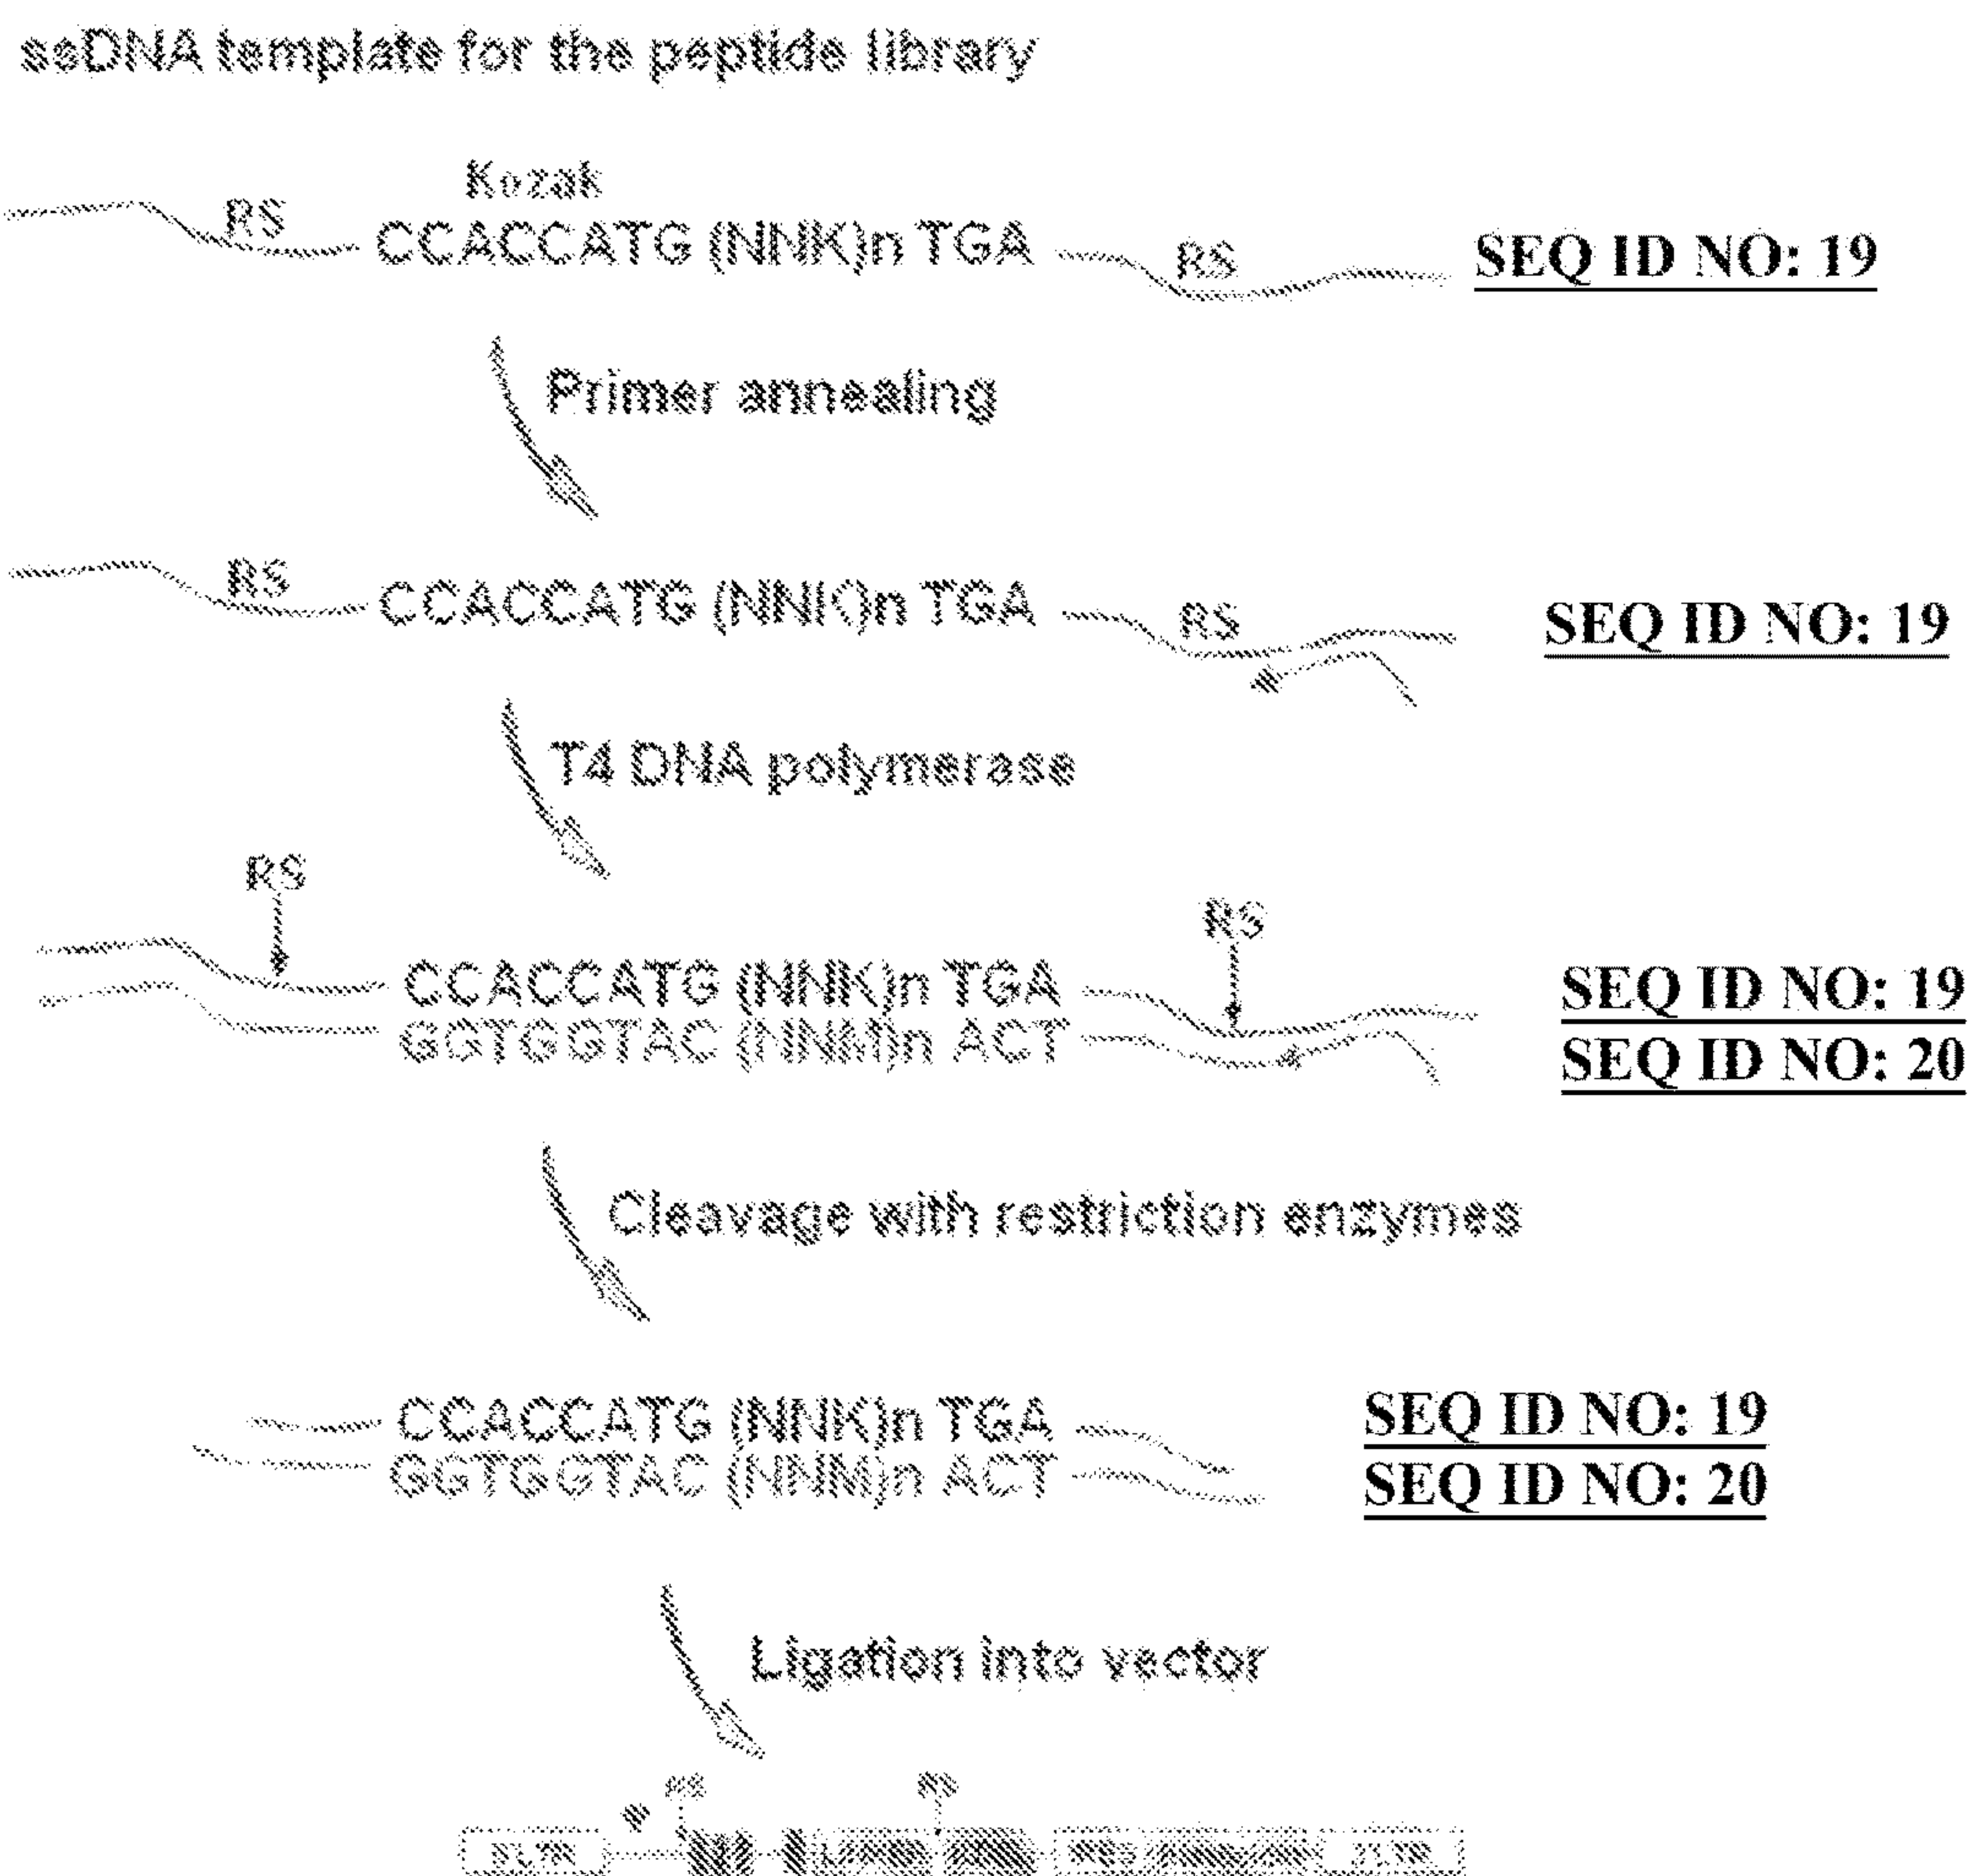 ssDNA template for the peptide library
Kozak
RS CCACCATG (NNK)n TGA RS SEQ ID NO: 19
Primer annealing
RS CCACCATG (NNK)n TGA RS SEQ ID NO: 19
T4 DNA polymerase
RS RS
CCACCATG (NNK)n TGA SEQ ID NO: 19
GGTGGTAC (NNM)n ACT SEQ ID NO: 20
Cleavage with restriction enzymes
CCACCATG (NNK)n TGA SEQ ID NO: 19
GGTGGTAC (NNM)n ACT SEQ ID NO: 20
Ligation into vector
RS RS